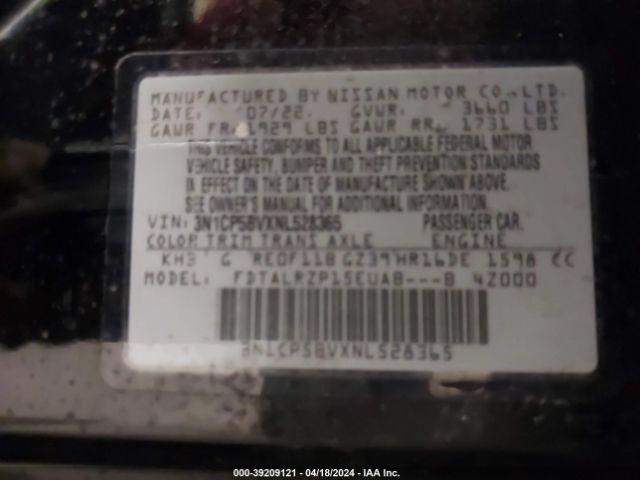 MANUFACTURED BY NISSAN MOTOR CO., LTD.
DATE: 07/22 GVWR: 3660 LBS
GAWR FR. 1929 LBS GAWR RR. 1731 LBS
THIS VEHICLE CONFORMS TO ALL APPLICABLE FEDERAL MOTOR
VEHICLE SAFETY, BUMPER AND THEFT PREVENTION STANDARDS
IN EFFECT ON THE DATE OF MANUFACTURE SHOWN ABOVE.
SEE OWNER'S MANUAL FOR ADDITIONAL INFORMATION.
VIN: 3N1CP5BVXNL528365 PASSENGER CAR.
COLOR TRIM TRANS AXLE ENGINE
KH3 G RE0F11B GZ39 HR16DE 1598 CC
MODEL: FDTALRZP15EUAB---B 4Z000
3N1CP5BVXNL528365
000-39209121 - 04/18/2024 - IAA Inc.